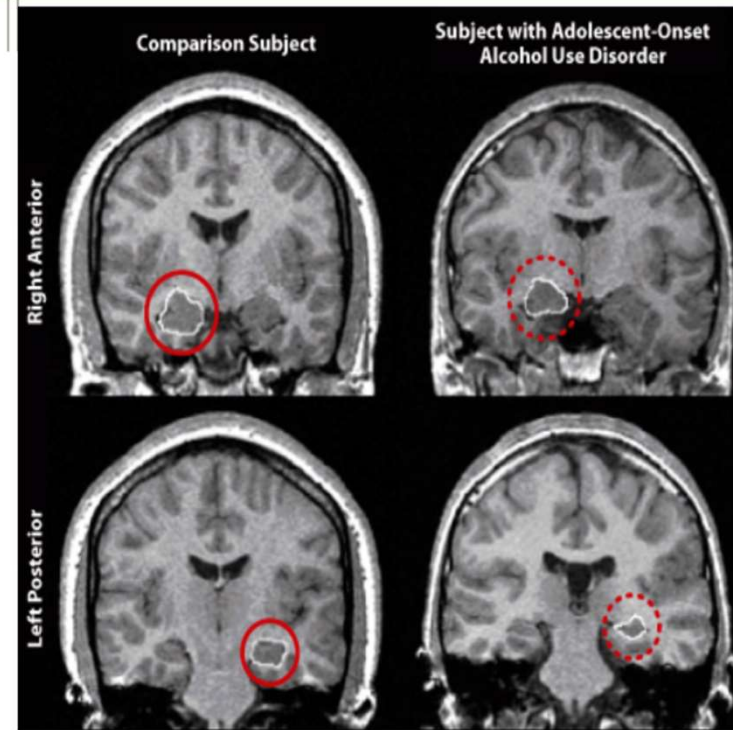 Comparison Subject
Subject with Adolescent-Onset
Alcohol Use Disorder
Right Anterior
Left Posterior